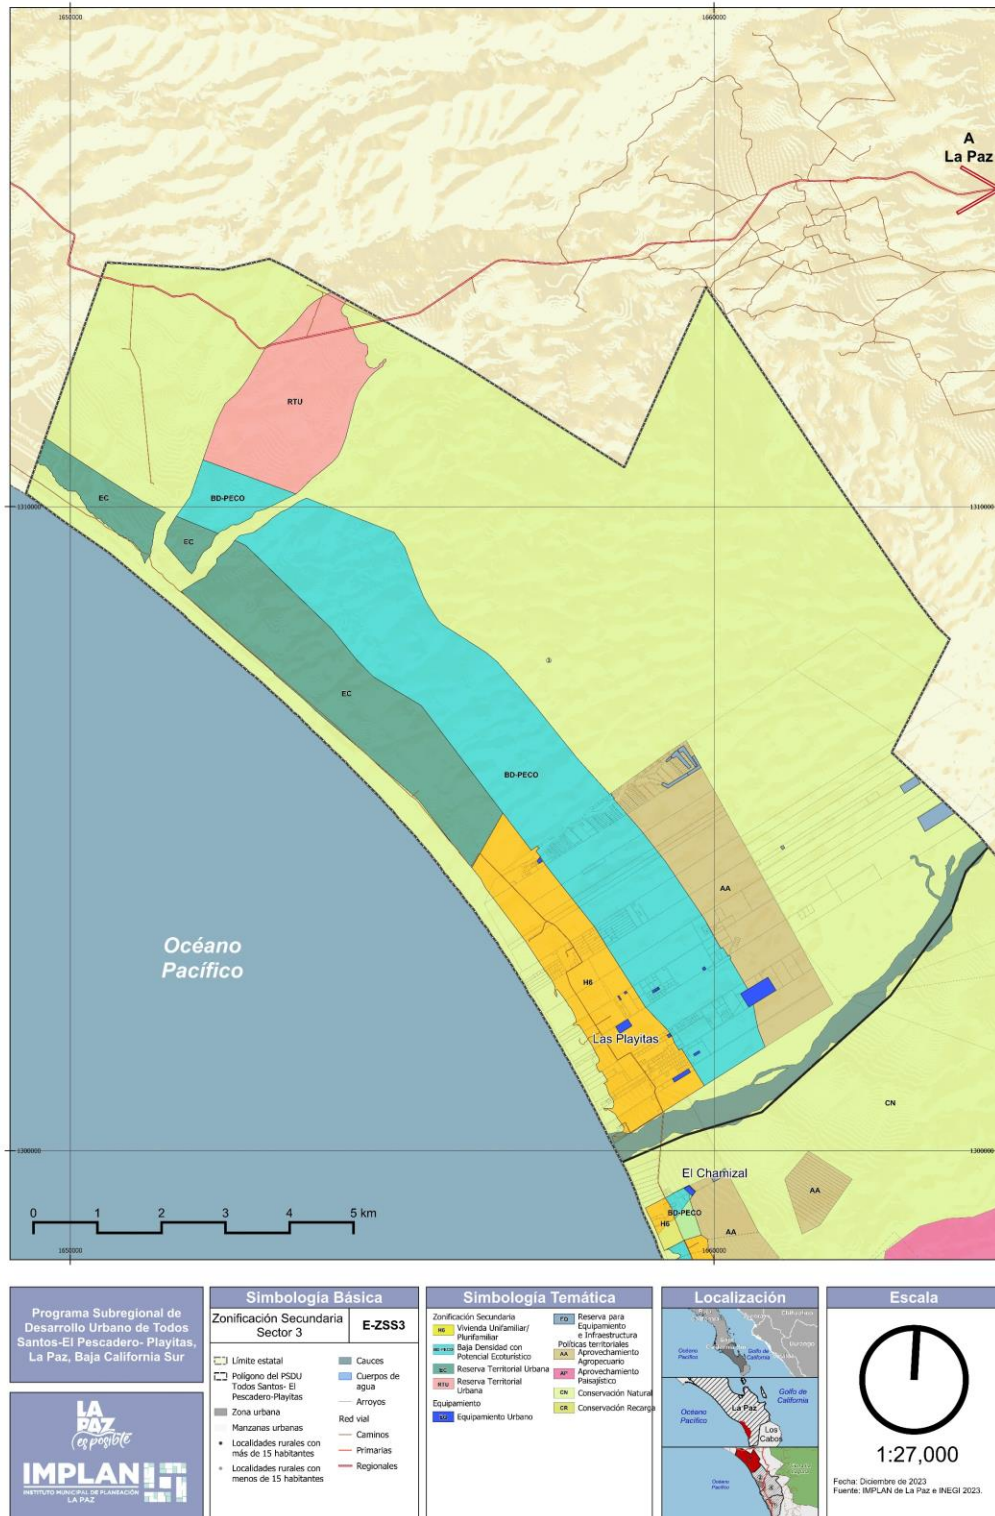 1650000
1660000
A
La Paz
RTU
EC
BD-PECO
1310000
1310000
EC
EC
BD-PECO
AA
Océano
Pacífico
H6
Las Playitas
CN
1300000
1300000
El Chamizal
AA
BD-PECO
H6
AA
0 1 2 3 4 5 km
1650000
1660000
Programa Subregional de
Desarrollo Urbano de Todos
Santos-El Pescadero- Playitas,
La Paz, Baja California Sur
LA
PAZ
es posible
IMPLAN
INSTITUTO MUNICIPAL DE PLANEACIÓN
LA PAZ
Simbología Básica
Zonificación Secundaria
Sector 3
E-ZSS3
Límite estatal
Polígono del PSDU
Todos Santos- El
Pescadero-Playitas
Zona urbana
Manzanas urbanas
Localidades rurales con
más de 15 habitantes
Localidades rurales con
menos de 15 habitantes
Cauces
Cuerpos de
agua
Arroyos
Red vial
Caminos
Primarias
Regionales
Simbología Temática
Zonificación Secundaria
H6 Vivienda Unifamiliar/
Plurifamiliar
BD-PECO Baja Densidad con
Potencial Ecoturístico
EC Reserva Territorial Urbana
RTU Reserva Territorial
Urbana
Equipamiento
EU Equipamiento Urbano
Reserva para
Equipamiento
e Infraestructura
Políticas territoriales
AA Aprovechamiento
Agropecuario
AP Aprovechamiento
Paisajístico
CN Conservación Natural
CR Conservación Recarga
Localización
Océano
Pacífico
Golfo de
California
Golfo de
California
Océano
Pacífico
La Paz
Los
Cabos
Océano
Pacífico
Escala
1:27,000
Fecha: Diciembre de 2023
Fuente: IMPLAN de La Paz e INEGI 2023.